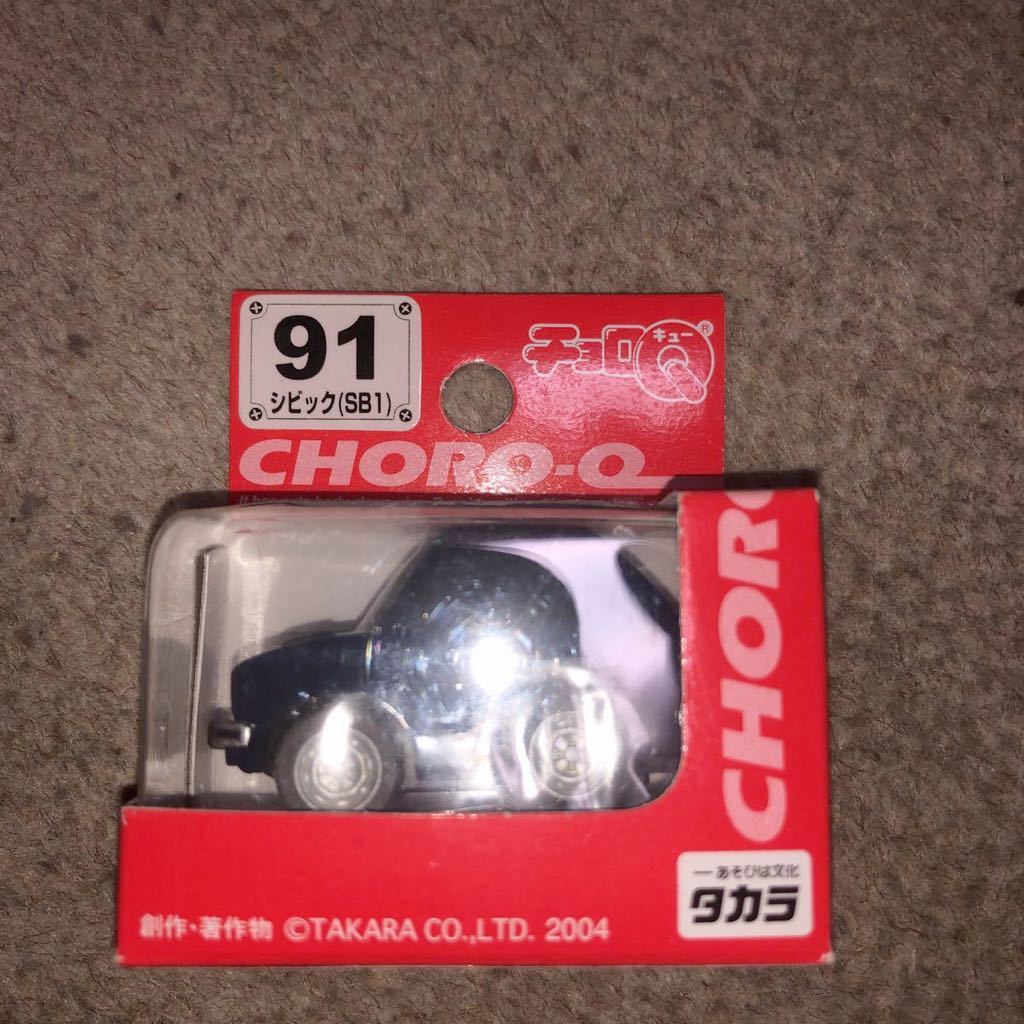 91
シビック(SB1)
チョロQ
キュー
®
CHORO-Q
CHORO
一あそびは文化
タカラ
創作・著作物 ©TAKARA CO.,LTD. 2004